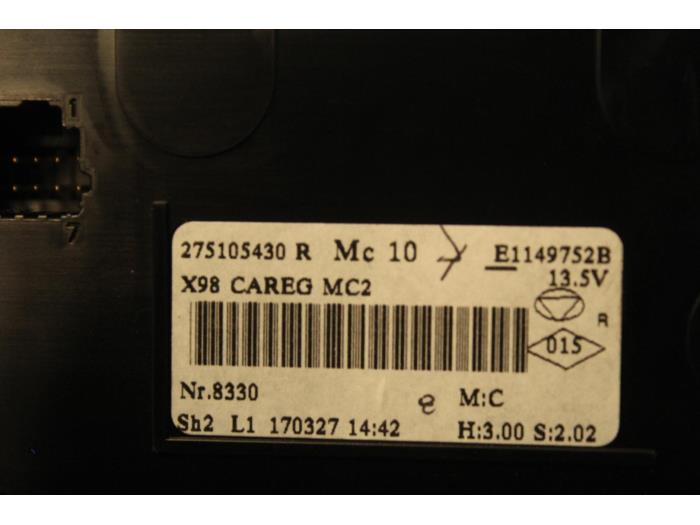 1
7
275105430 R Mc 10 E1149752B
X98 CAREG MC2 13.5V
R
015
Nr.8330 e M:C
Sh2 L1 170327 14:42 H:3.00 S:2.02